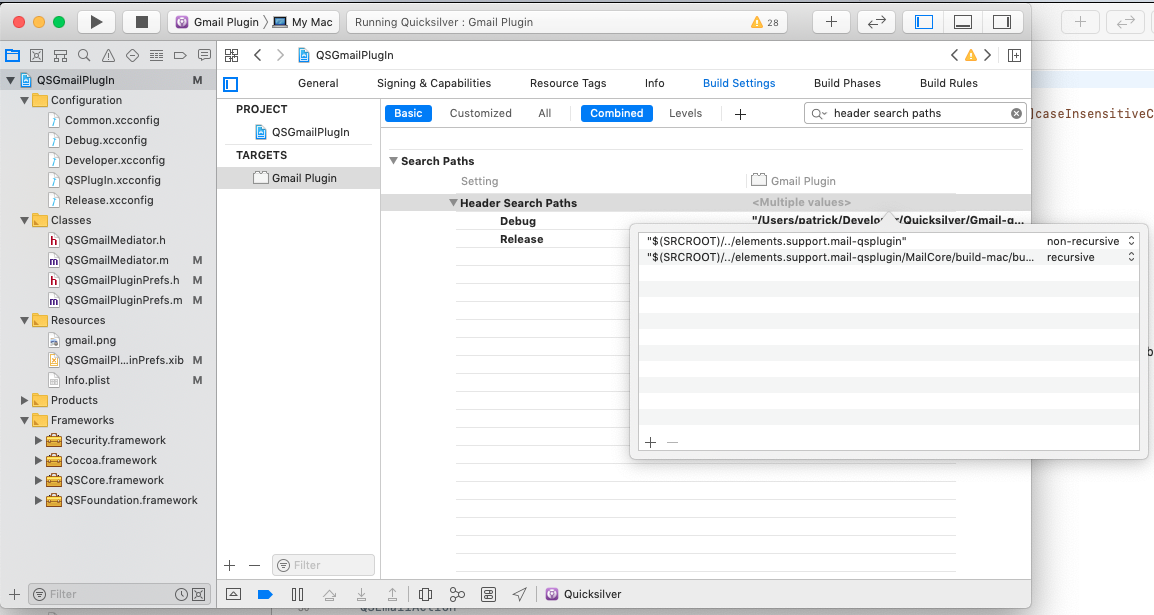 Gmail Plugin
My Mac
Running Quicksilver : Gmail Plugin
28
QSGmailPlugIn
QSGmailPlugIn M
Configuration
Common.xcconfig
Debug.xcconfig
Developer.xcconfig
QSPlugIn.xcconfig
Release.xcconfig
Classes
QSGmailMediator.h
QSGmailMediator.m M
QSGmailPluginPrefs.h M
QSGmailPluginPrefs.m M
Resources
gmail.png
QSGmailPl...inPrefs.xib M
Info.plist M
Products
Frameworks
Security.framework
Cocoa.framework
QSCore.framework
QSFoundation.framework
Filter
General Signing & Capabilities Resource Tags Info Build Settings Build Phases Build Rules
PROJECT
QSGmailPlugIn
TARGETS
Gmail Plugin
Filter
Basic Customized All Combined Levels header search paths
Search Paths
Setting Gmail Plugin
Header Search Paths <Multiple values>
Debug "/Users/patrick/Developer/Quicksilver/Gmail-q...
Release
"$(SRCROOT)/../elements.support.mail-qsplugin" non-recursive
"$(SRCROOT)/../elements.support.mail-qsplugin/MailCore/build-mac/bu... recursive
Quicksilver
]caseInsensitiveC
b
QSEmailAction